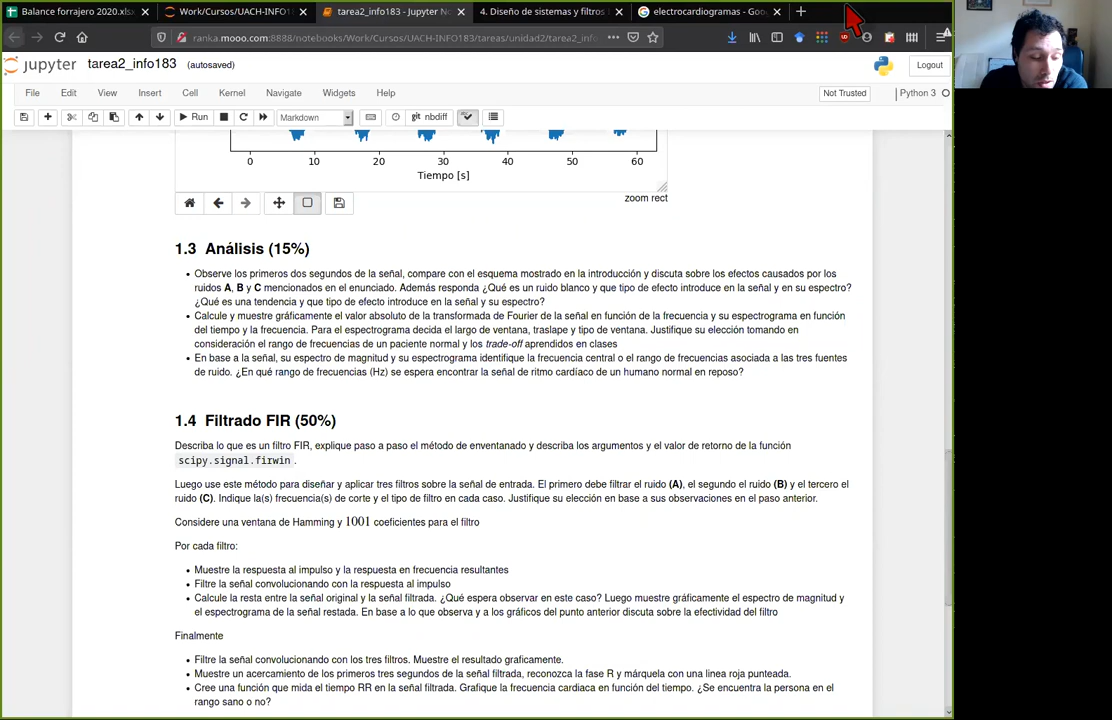 Balance forrajero 2020.xlsx
Work/Cursos/UACH-INFO1
tarea2_info183 - Jupyter No
4. Diseño de sistemas y filtros
electrocardiogramas - Goo
ranka.mooo.com:8888/notebooks/Work/Cursos/UACH-INFO183/tareas/unidad2/tarea2_info
jupyter tarea2_info183 (autosaved)
Logout
File Edit View Insert Cell Kernel Navigate Widgets Help
Not Trusted
Python 3
Run
Markdown
git nbdiff
0 10 20 30 40 50 60
Tiempo [s]
zoom rect
1.3 Análisis (15%)
• Observe los primeros dos segundos de la señal, compare con el esquema mostrado en la introducción y discuta sobre los efectos causados por los
ruidos A, B y C mencionados en el enunciado. Además responda ¿Qué es un ruido blanco y que tipo de efecto introduce en la señal y en su espectro?
¿Qué es una tendencia y que tipo de efecto introduce en la señal y su espectro?
• Calcule y muestre gráficamente el valor absoluto de la transformada de Fourier de la señal en función de la frecuencia y su espectrograma en función
del tiempo y la frecuencia. Para el espectrograma decida el largo de ventana, traslape y tipo de ventana. Justifique su elección tomando en
consideración el rango de frecuencias de un paciente normal y los trade-off aprendidos en clases
• En base a la señal, su espectro de magnitud y su espectrograma identifique la frecuencia central o el rango de frecuencias asociada a las tres fuentes
de ruido. ¿En qué rango de frecuencias (Hz) se espera encontrar la señal de ritmo cardíaco de un humano normal en reposo?
1.4 Filtrado FIR (50%)
Describa lo que es un filtro FIR, explique paso a paso el método de enventanado y describa los argumentos y el valor de retorno de la función
scipy.signal.firwin .
Luego use este método para diseñar y aplicar tres filtros sobre la señal de entrada. El primero debe filtrar el ruido (A), el segundo el ruido (B) y el tercero el
ruido (C). Indique la(s) frecuencia(s) de corte y el tipo de filtro en cada caso. Justifique su elección en base a sus observaciones en el paso anterior.
Considere una ventana de Hamming y 1001 coeficientes para el filtro
Por cada filtro:
• Muestre la respuesta al impulso y la respuesta en frecuencia resultantes
• Filtre la señal convolucionando con la respuesta al impulso
• Calcule la resta entre la señal original y la señal filtrada. ¿Qué espera observar en este caso? Luego muestre gráficamente el espectro de magnitud y
el espectrograma de la señal restada. En base a lo que observa y a los gráficos del punto anterior discuta sobre la efectividad del filtro
Finalmente
• Filtre la señal convolucionando con los tres filtros. Muestre el resultado graficamente.
• Muestre un acercamiento de los primeros tres segundos de la señal filtrada, reconozca la fase R y márquela con una linea roja punteada.
• Cree una función que mida el tiempo RR en la señal filtrada. Grafique la frecuencia cardiaca en función del tiempo. ¿Se encuentra la persona en el
rango sano o no?